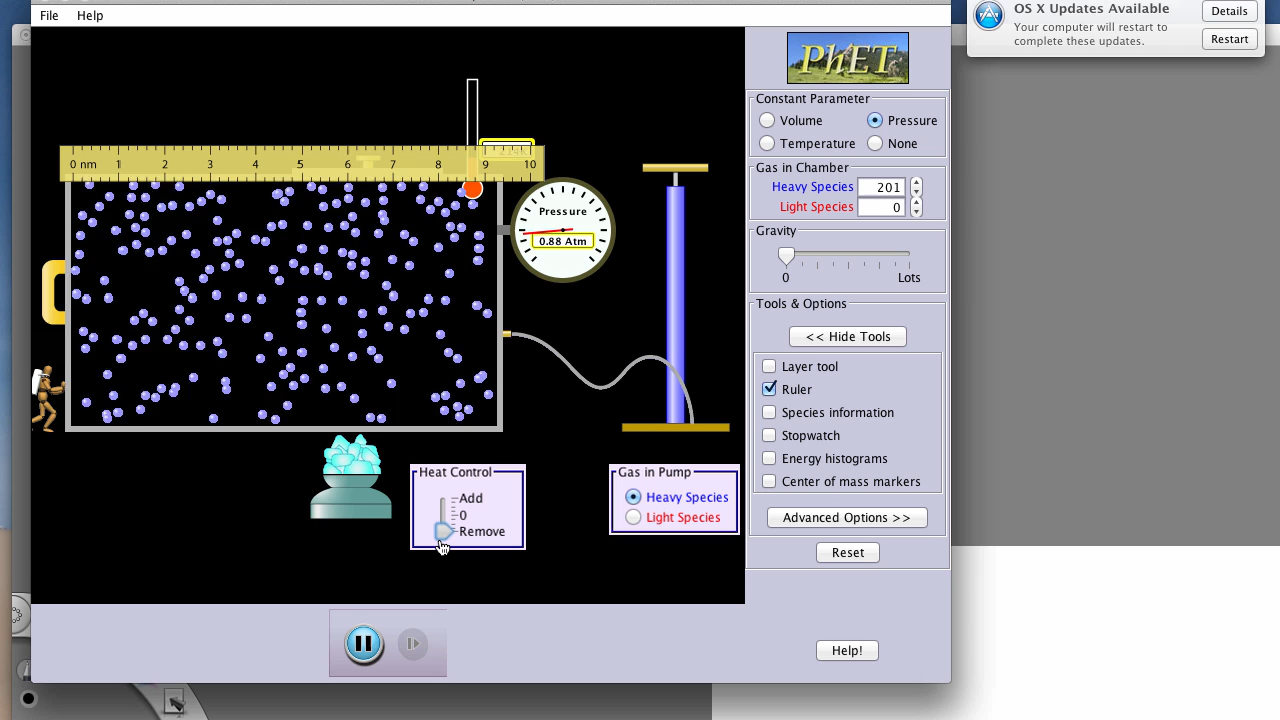 File Help
OS X Updates Available
Your computer will restart to
complete these updates.
Details
Restart
PhET
Constant Parameter
Volume Pressure
Temperature None
Gas in Chamber
Heavy Species 201
Light Species 0
Gravity
0 Lots
Tools & Options
<< Hide Tools
Layer tool
Ruler
Species information
Stopwatch
Energy histograms
Center of mass markers
Advanced Options >>
Reset
Help!
0 nm 1 2 3 4 5 6 7 8 9 10
Pressure
0.88 Atm
Heat Control
Add
0
Remove
Gas in Pump
Heavy Species
Light Species